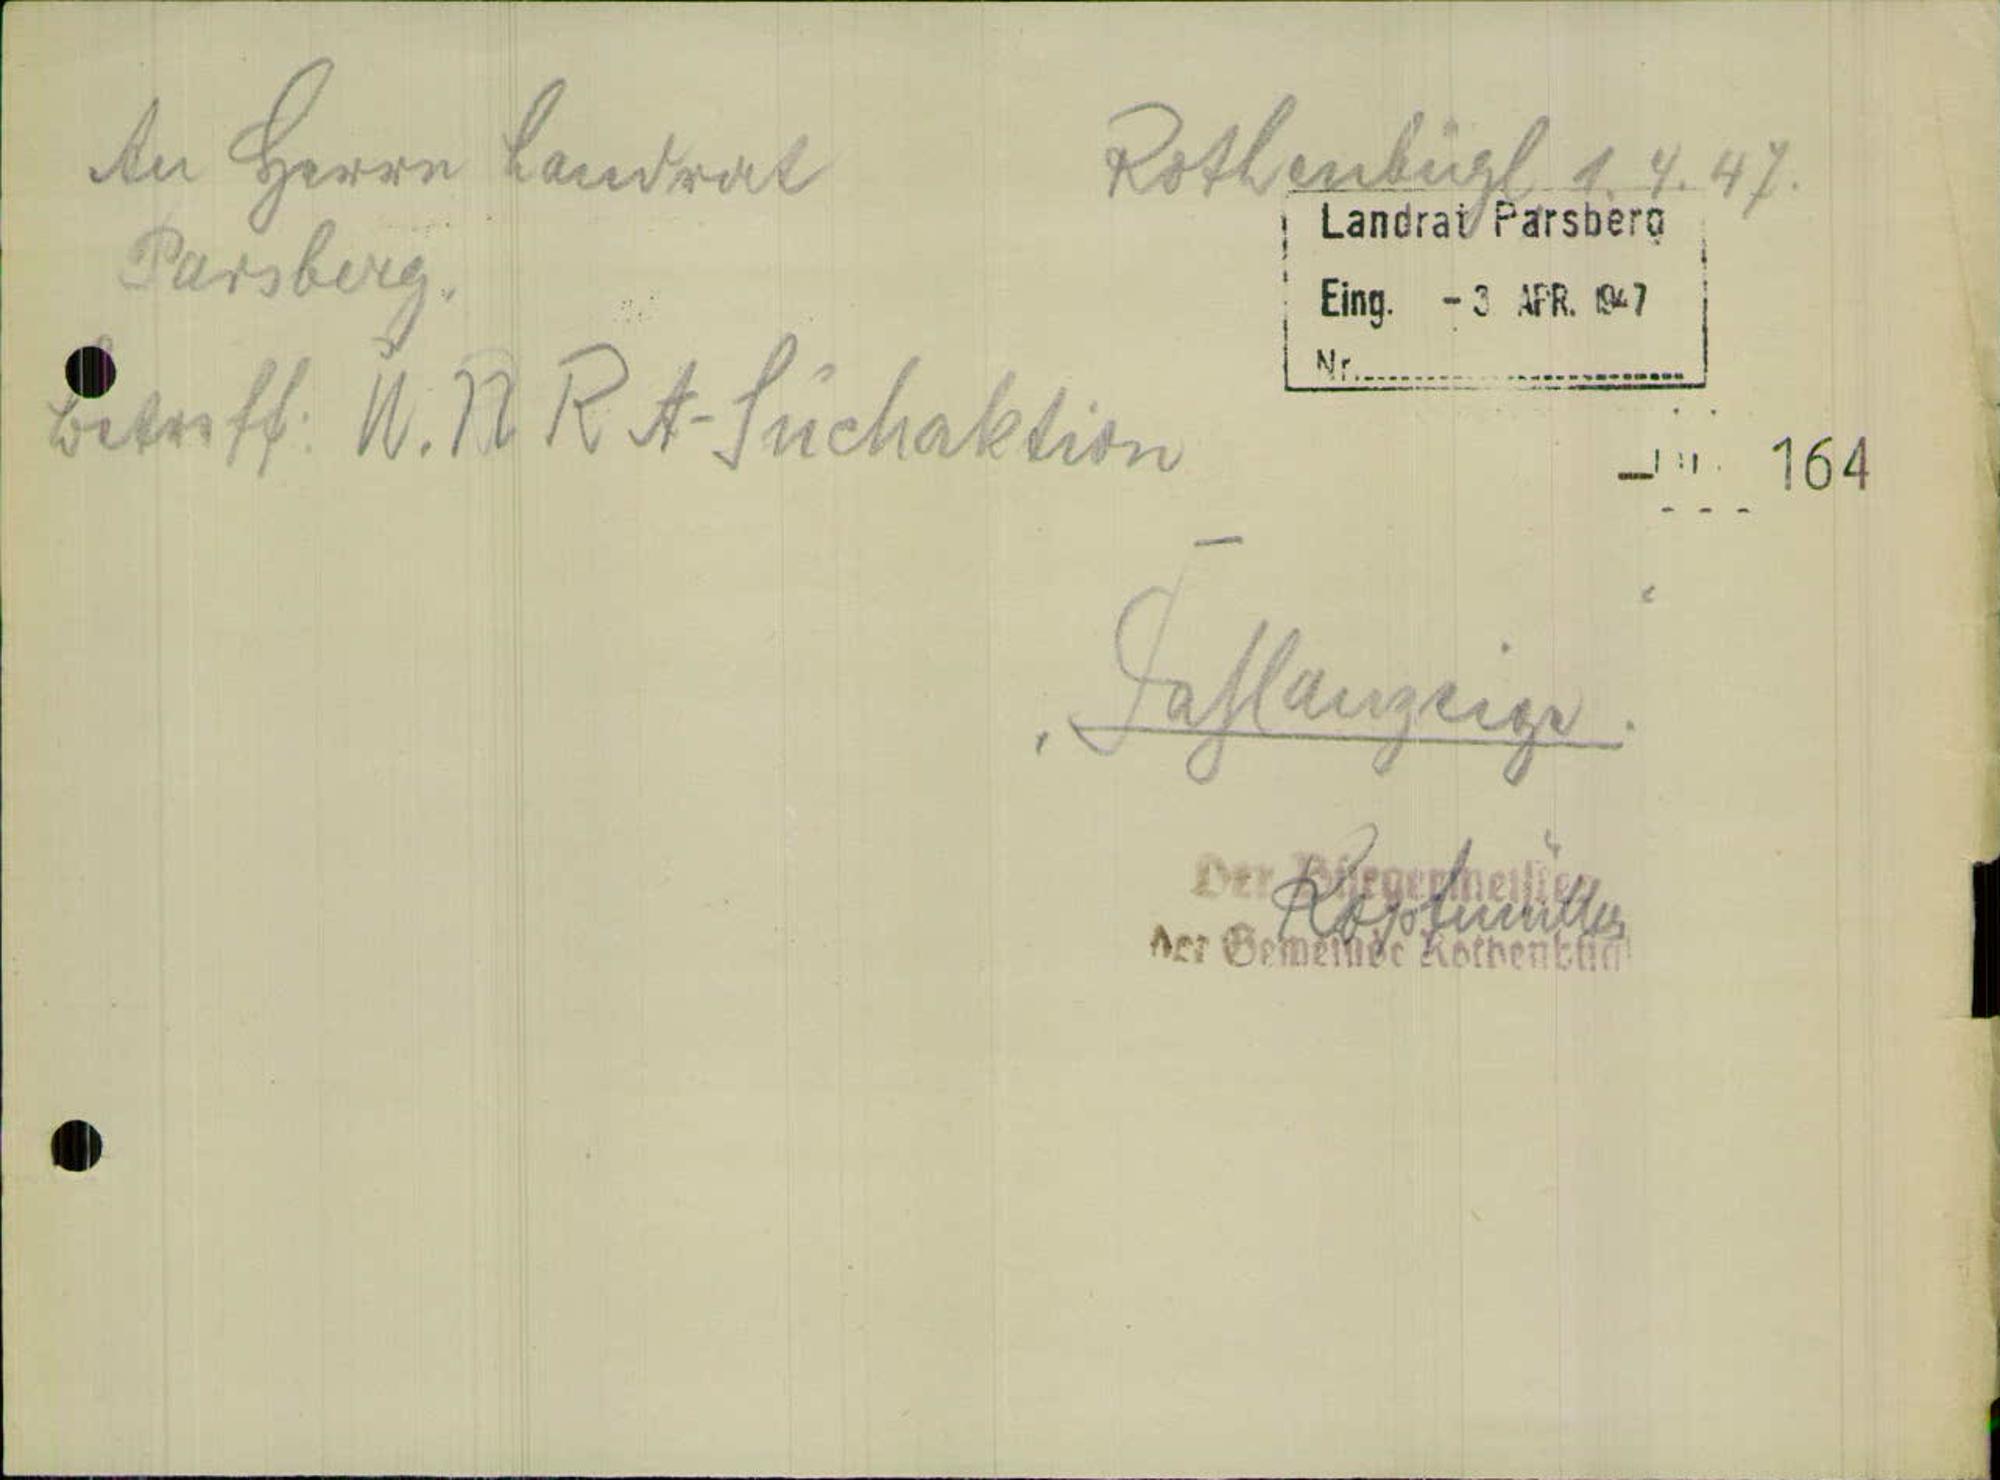 An Herrn Landrat
Parsberg.
Rothenbügl 1.4.47.
Landrat Parsberg
Eing. - 3 APR. 1947
Nr.
Betreff: U.N R A-Suchaktion
164
Fehlanzeige.
Der Bürgermeister
der Gemeinde Rothenbügl